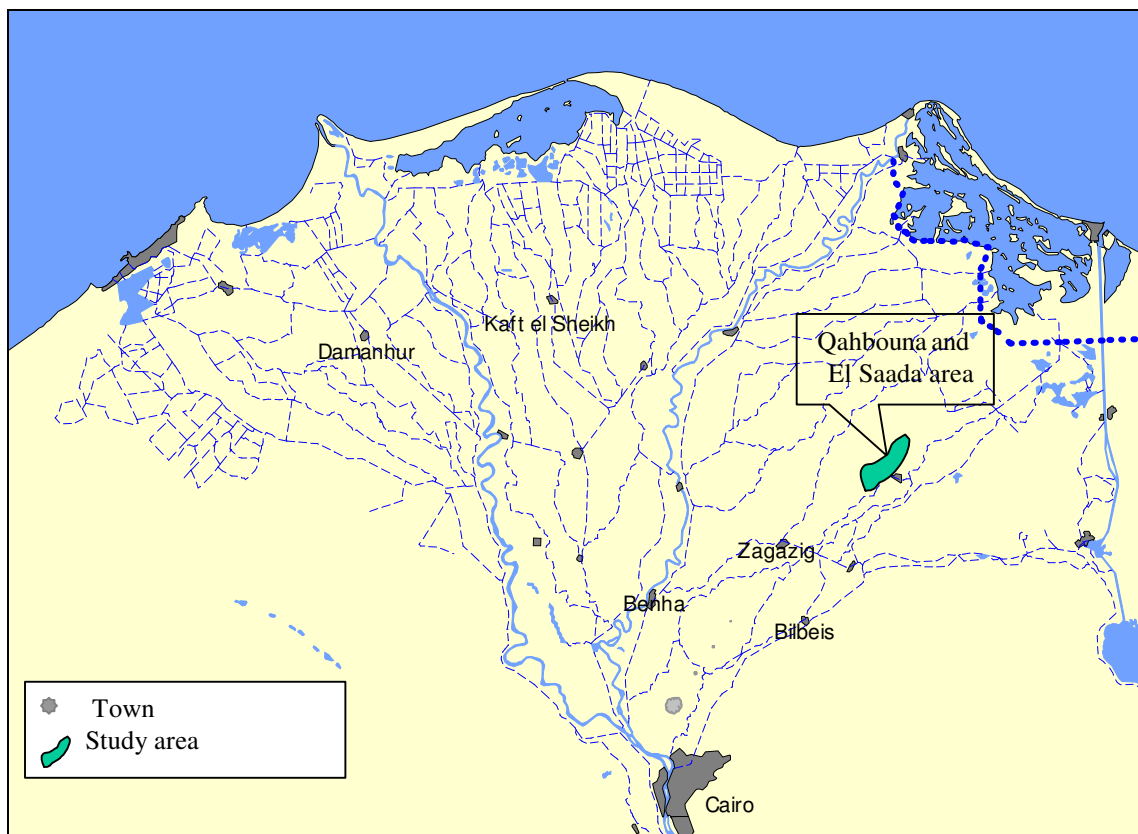 Kaft el Sheikh
Damanhur
Qahbouna and
El Saada area
Zagazig
Benha
Bilbeis
Town
Study area
Cairo